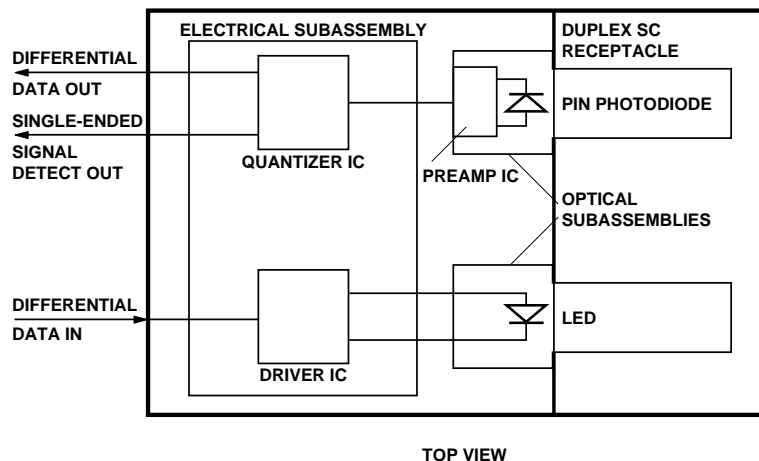 ELECTRICAL SUBASSEMBLY
DUPLEX SC
RECEPTACLE
DIFFERENTIAL
DATA OUT
SINGLE-ENDED
SIGNAL
DETECT OUT
QUANTIZER IC
PREAMP IC
PIN PHOTODIODE
OPTICAL
SUBASSEMBLIES
DIFFERENTIAL
DATA IN
DRIVER IC
LED
TOP VIEW